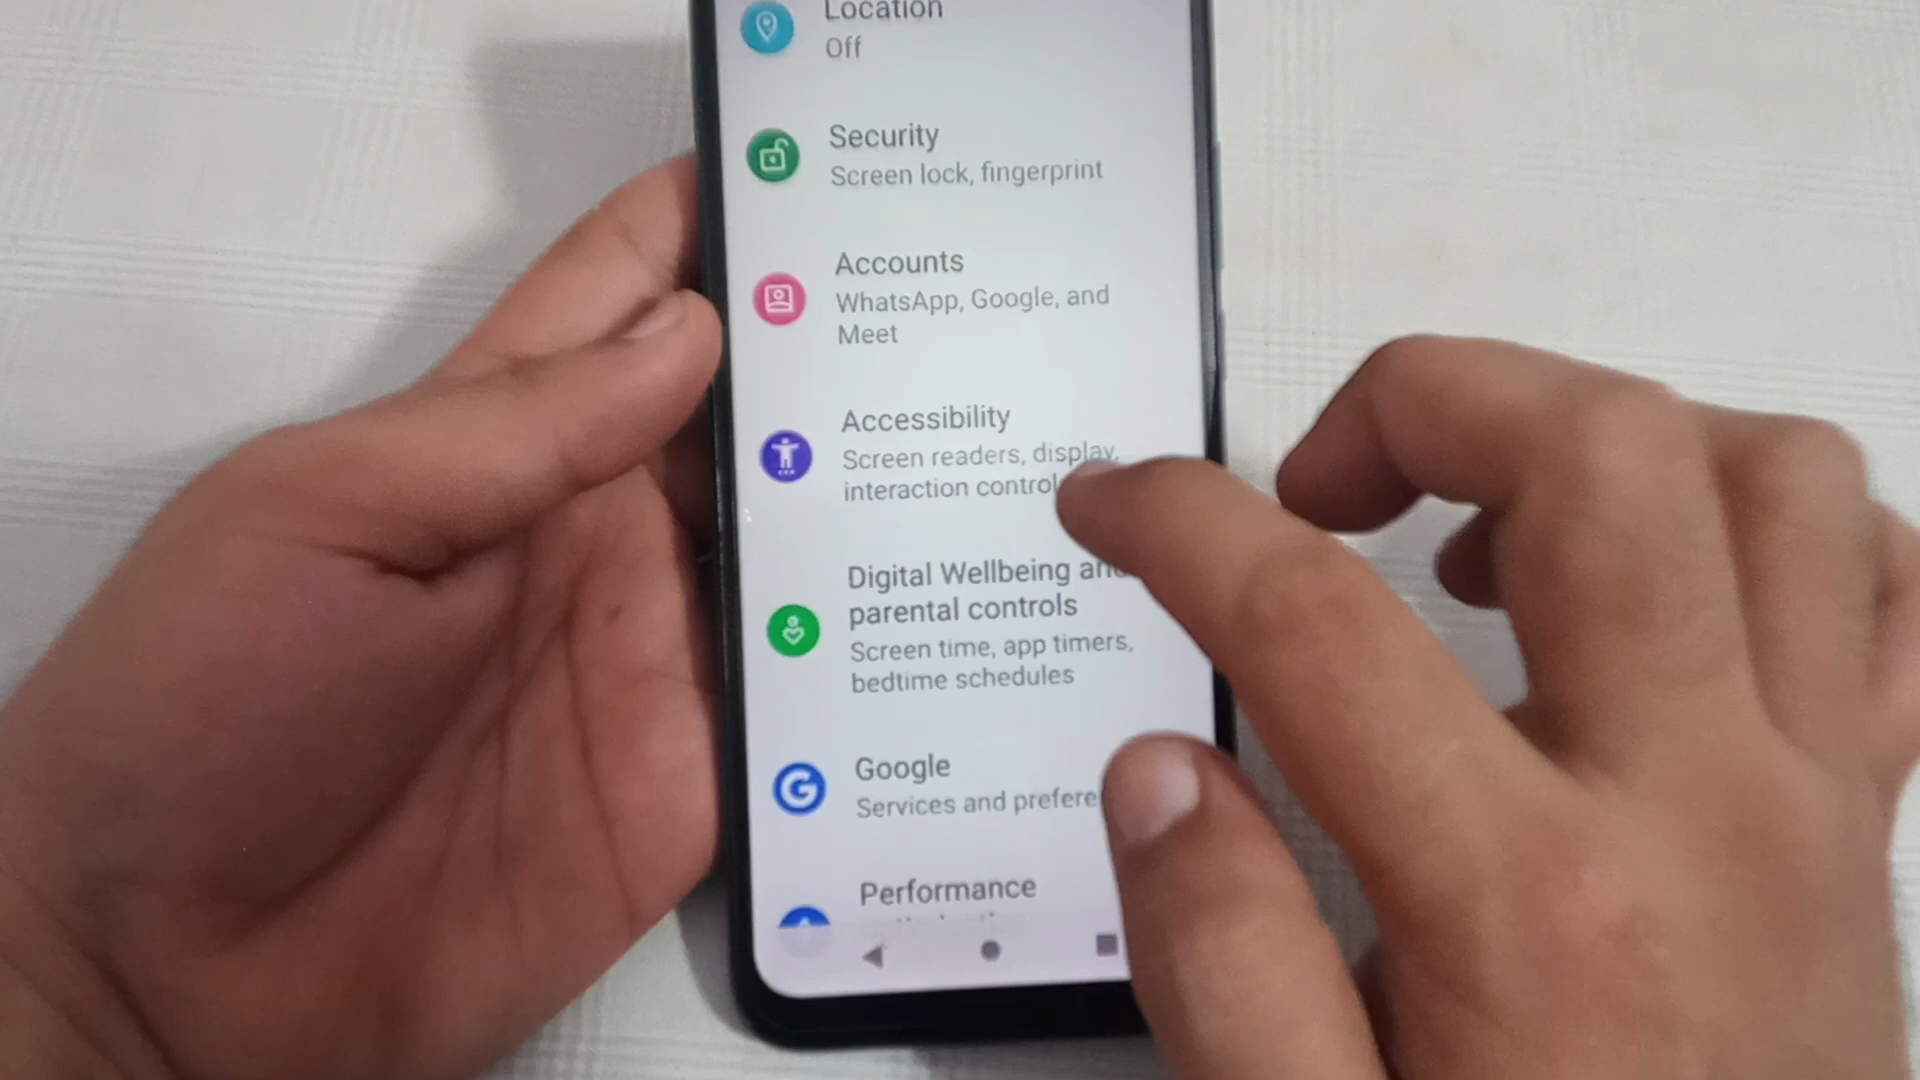 Location
Off
Security
Screen lock, fingerprint
Accounts
WhatsApp, Google, and
Meet
Accessibility
Screen readers, display,
interaction control
Digital Wellbeing and
parental controls
Screen time, app timers,
bedtime schedules
Google
Services and prefere
Performance